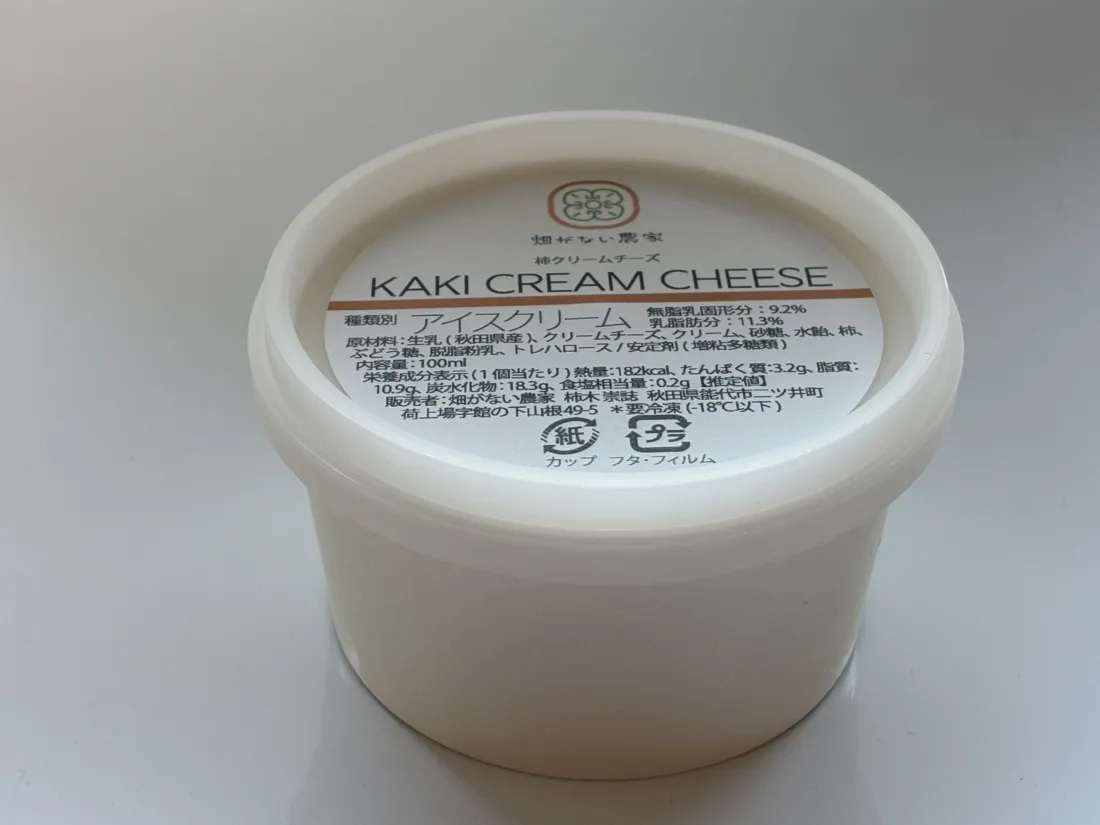 畑がない農家
柿クリームチーズ
KAKI CREAM CHEESE
種類別 アイスクリーム 無脂乳固形分:9.2%
乳脂肪分:11.3%
原材料:生乳(秋田県産)、クリームチーズ、クリーム、砂糖、水飴、柿、
ぶどう糖、脱脂粉乳、トレハロース/安定剤(増粘多糖類)
内容量:100ml
栄養成分表示(1個当たり)熱量:182kcal、たんぱく質:3.2g、脂質:
10.9g、炭水化物:18.3g、食塩相当量:0.2g【推定値】
販売者:畑がない農家 柿木 崇誌 秋田県能代市二ツ井町
荷上場字館の下山根49-5 *要冷凍(-18℃以下)
紙 プラ
カップ フタ・フィルム